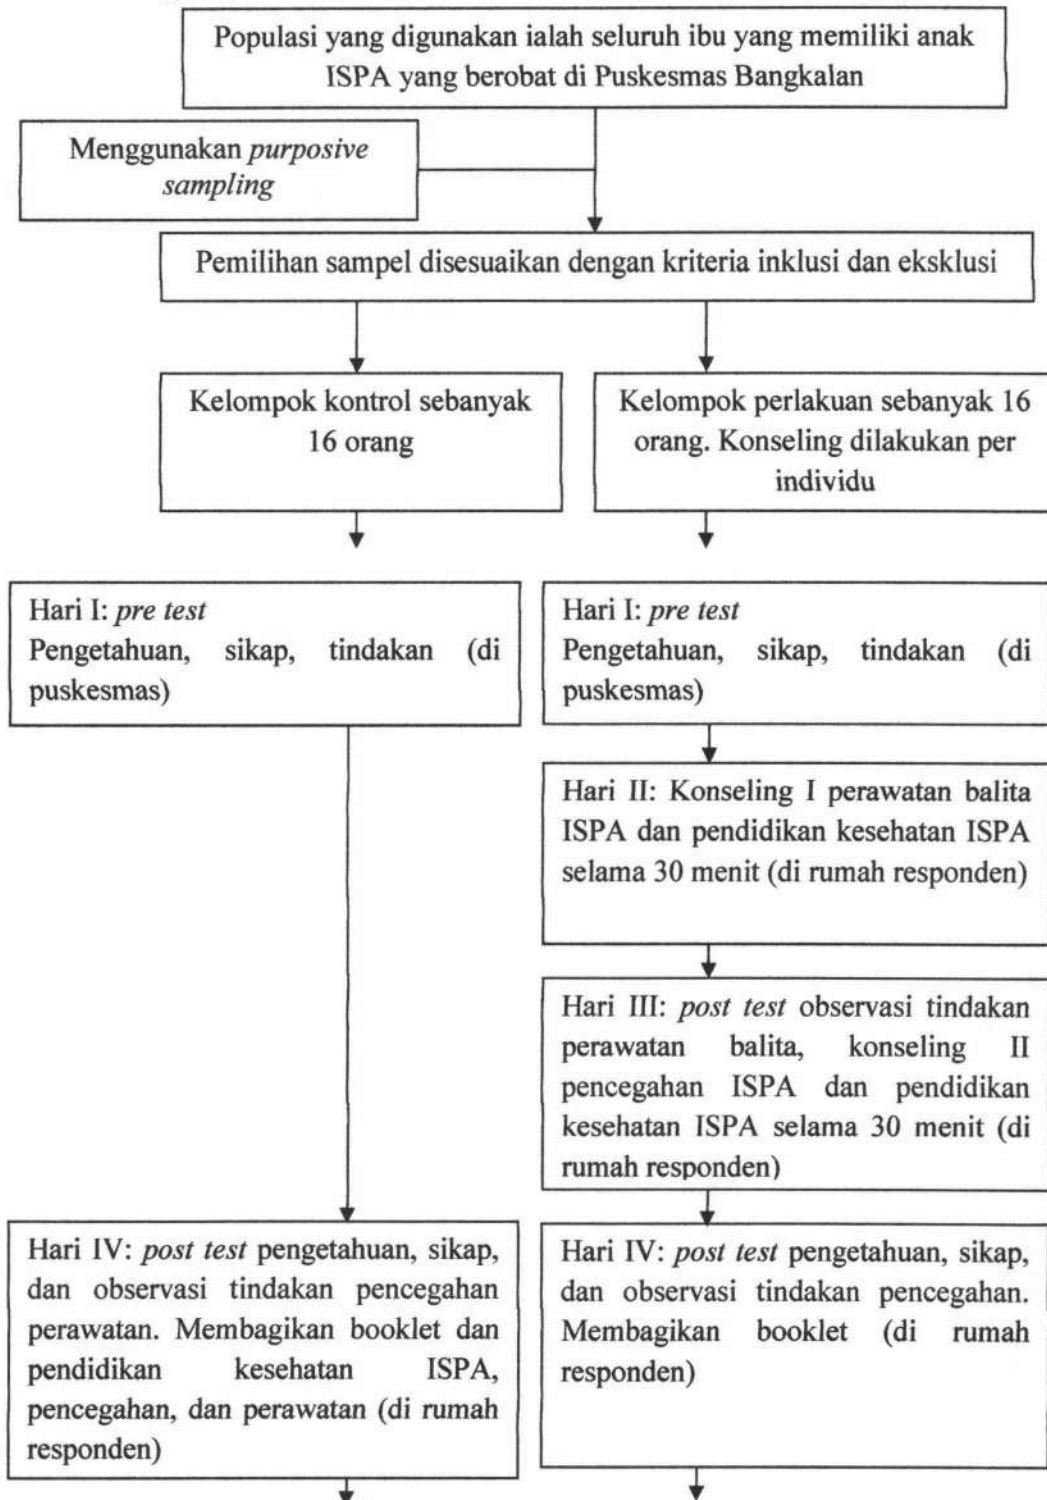 Populasi yang digunakan ialah seluruh ibu yang memiliki anak
ISPA yang berobat di Puskesmas Bangkalan
Menggunakan purposive
sampling
Pemilihan sampel disesuaikan dengan kriteria inklusi dan eksklusi
Kelompok kontrol sebanyak
16 orang
Kelompok perlakuan sebanyak 16
orang. Konseling dilakukan per
individu
Hari I: pre test
Pengetahuan, sikap, tindakan (di
puskesmas)
Hari I: pre test
Pengetahuan, sikap, tindakan (di
puskesmas)
Hari II: Konseling I perawatan balita
ISPA dan pendidikan kesehatan ISPA
selama 30 menit (di rumah responden)
Hari III: post test observasi tindakan
perawatan balita, konseling II
pencegahan ISPA dan pendidikan
kesehatan ISPA selama 30 menit (di
rumah responden)
Hari IV: post test pengetahuan, sikap,
dan observasi tindakan pencegahan
perawatan. Membagikan booklet dan
pendidikan kesehatan ISPA,
pencegahan, dan perawatan (di rumah
responden)
Hari IV: post test pengetahuan, sikap,
dan observasi tindakan pencegahan.
Membagikan booklet (di rumah
responden)